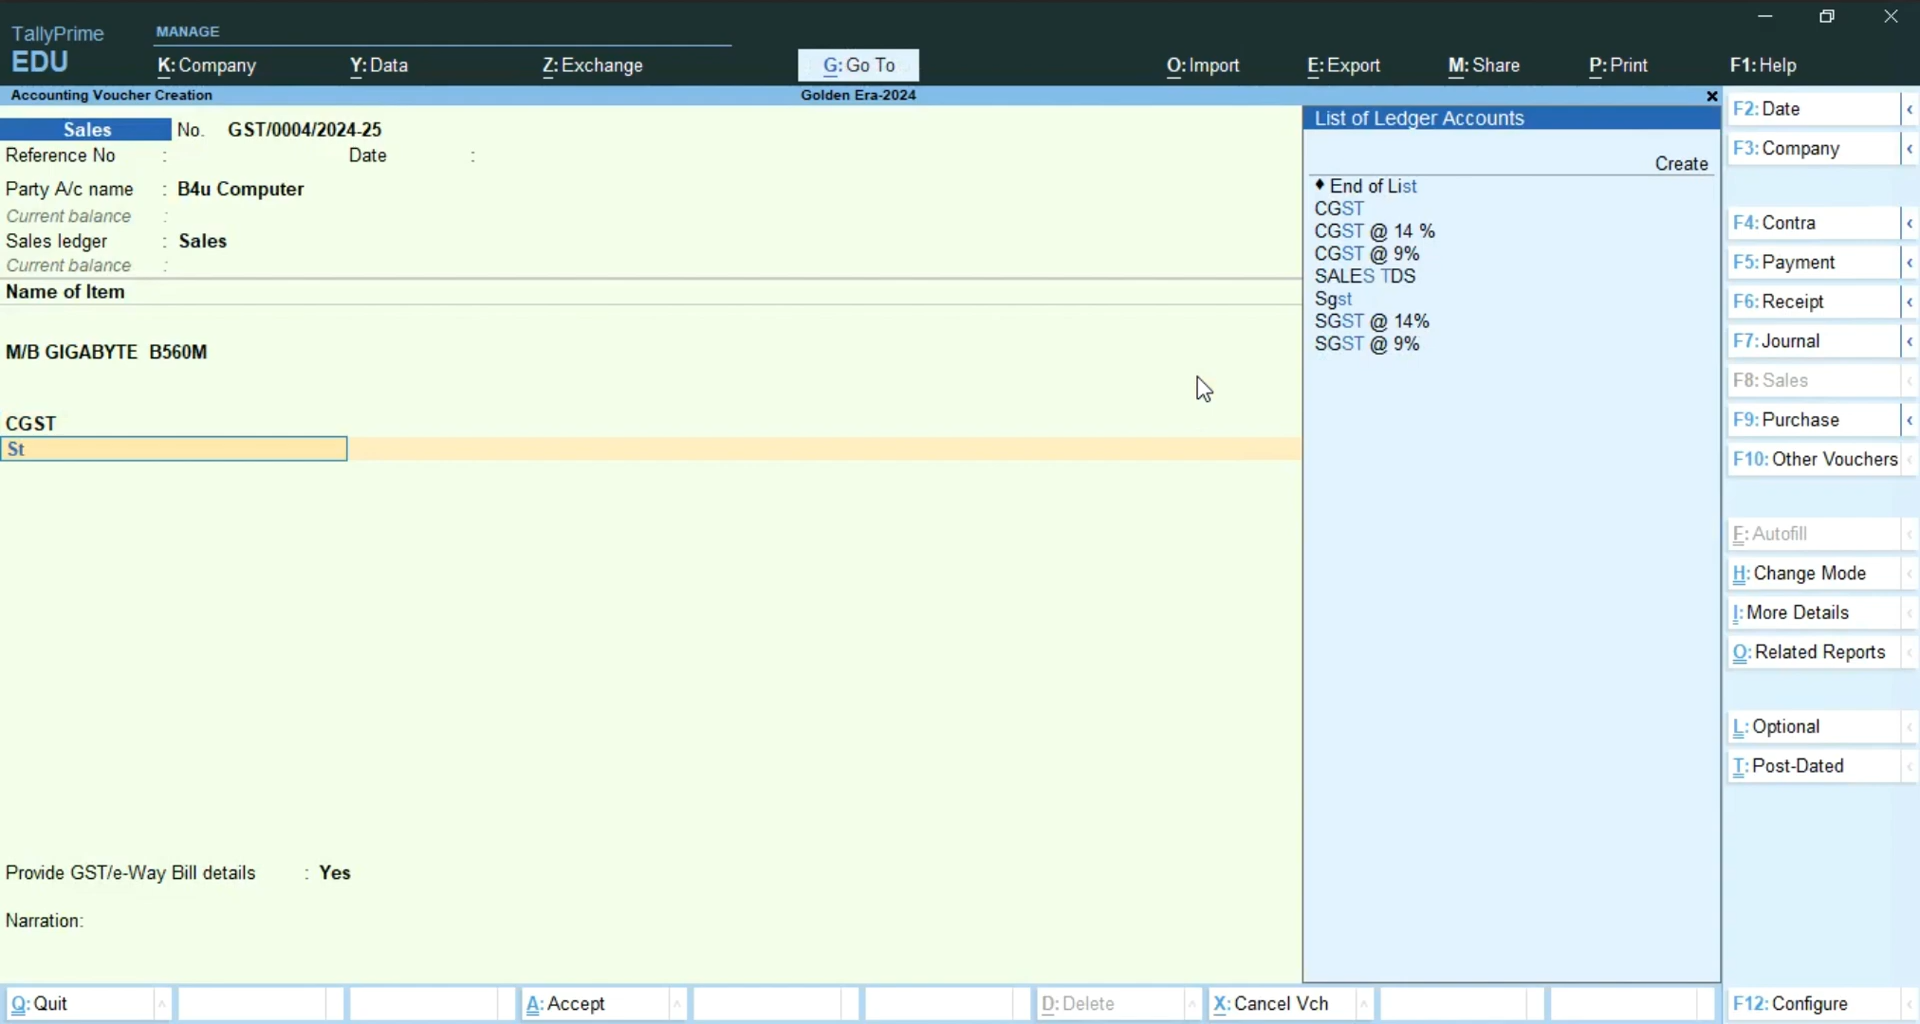 TallyPrime
EDU
MANAGE
K: Company
Y: Data
Z: Exchange
G: Go To
O: Import
E: Export
M: Share
P: Print
F1: Help
Accounting Voucher Creation
Golden Era-2024
Sales No. GST/0004/2024-25
Reference No : Date :
Party A/c name : B4u Computer
Current balance :
Sales ledger : Sales
Current balance :
Name of Item
M/B GIGABYTE B560M
CGST
St
Provide GST/e-Way Bill details : Yes
Narration:
List of Ledger Accounts
Create
♦ End of List
CGST
CGST @ 14 %
CGST @ 9%
SALES TDS
Sgst
SGST @ 14%
SGST @ 9%
F2: Date
F3: Company
F4: Contra
F5: Payment
F6: Receipt
F7: Journal
F8: Sales
F9: Purchase
F10: Other Vouchers
F: Autofill
H: Change Mode
I: More Details
O: Related Reports
L: Optional
T: Post-Dated
Q: Quit
A: Accept
D: Delete
X: Cancel Vch
F12: Configure